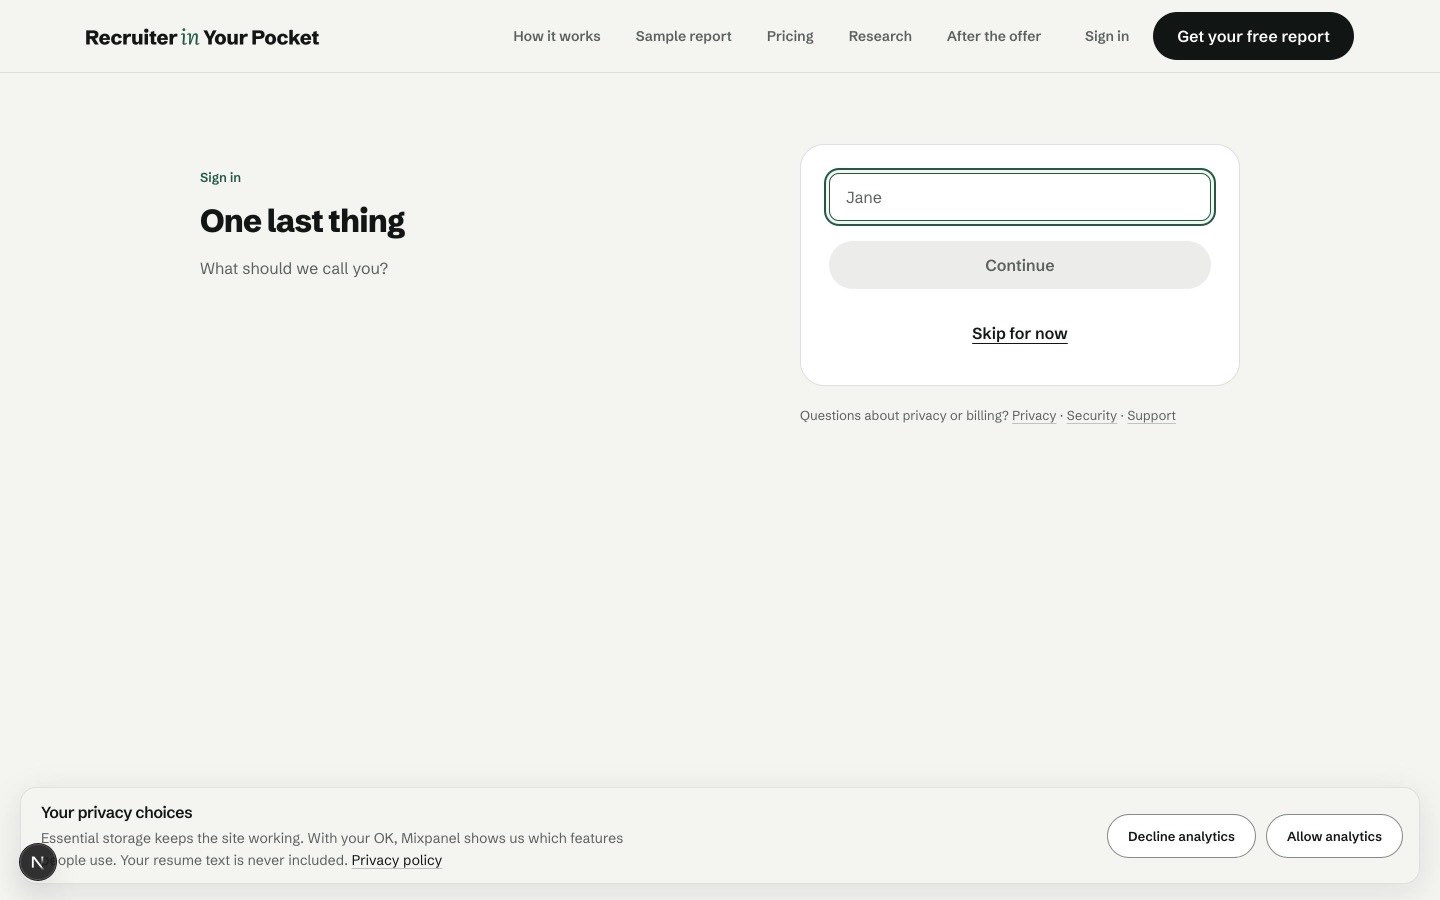 Recruiter in Your Pocket
How it works
Sample report
Pricing
Research
After the offer
Sign in
Get your free report
Sign in
One last thing
What should we call you?
Jane
Continue
Skip for now
Questions about privacy or billing? Privacy · Security · Support
Your privacy choices
Essential storage keeps the site working. With your OK, Mixpanel shows us which features
people use. Your resume text is never included. Privacy policy
N
Decline analytics
Allow analytics